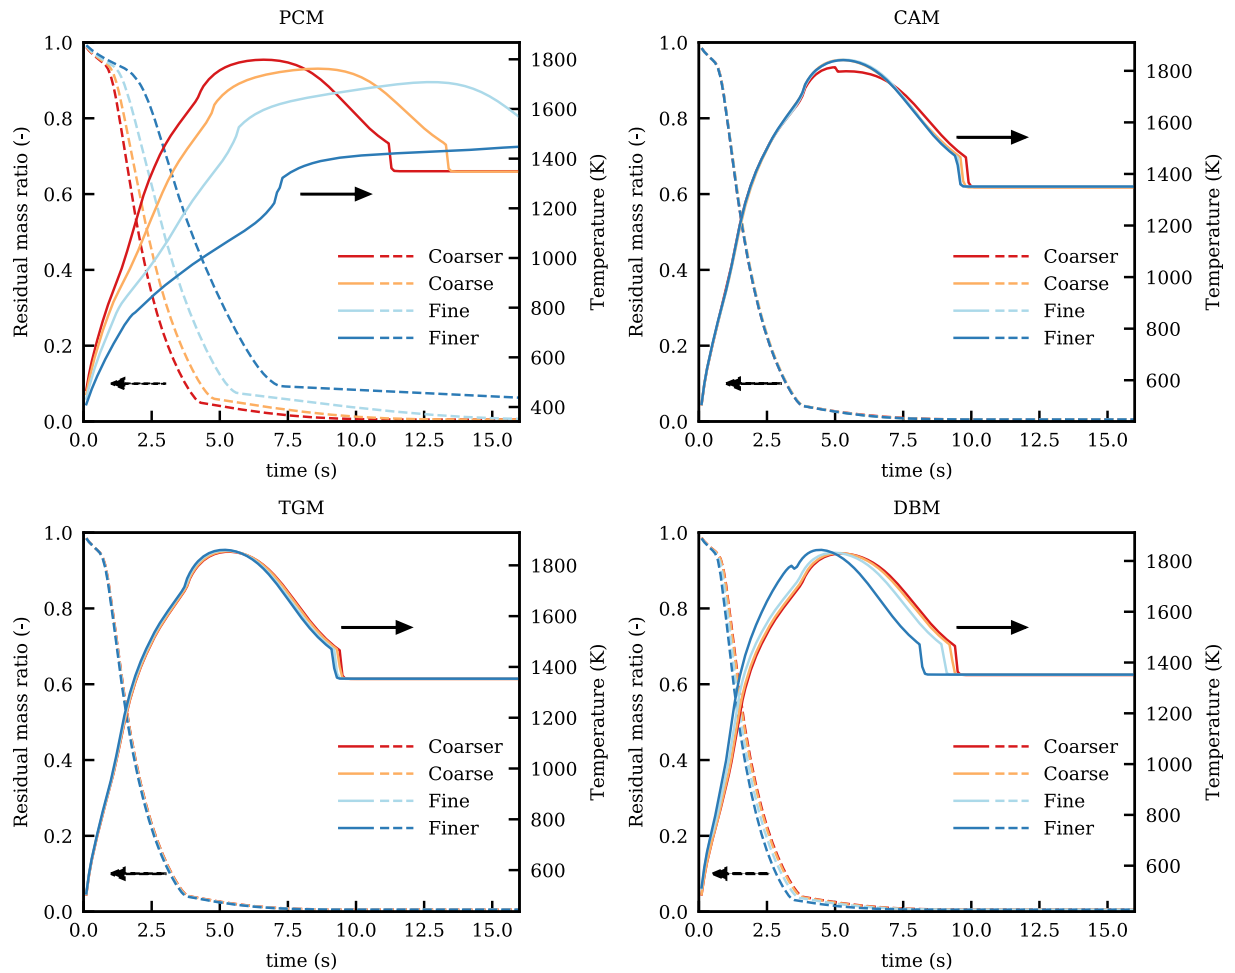 PCM
1.0
0.8
0.6
0.4
0.2
0.0
Residual mass ratio (-)
0.0 2.5 5.0 7.5 10.0 12.5 15.0
time (s)
1800
1600
1400
1200
1000
800
600
400
Temperature (K)
Coarser
Coarse
Fine
Finer
CAM
1.0
0.8
0.6
0.4
0.2
0.0
Residual mass ratio (-)
0.0 2.5 5.0 7.5 10.0 12.5 15.0
time (s)
1800
1600
1400
1200
1000
800
600
Temperature (K)
Coarser
Coarse
Fine
Finer
TGM
1.0
0.8
0.6
0.4
0.2
0.0
Residual mass ratio (-)
0.0 2.5 5.0 7.5 10.0 12.5 15.0
time (s)
1800
1600
1400
1200
1000
800
600
Temperature (K)
Coarser
Coarse
Fine
Finer
DBM
1.0
0.8
0.6
0.4
0.2
0.0
Residual mass ratio (-)
0.0 2.5 5.0 7.5 10.0 12.5 15.0
time (s)
1800
1600
1400
1200
1000
800
600
Temperature (K)
Coarser
Coarse
Fine
Finer